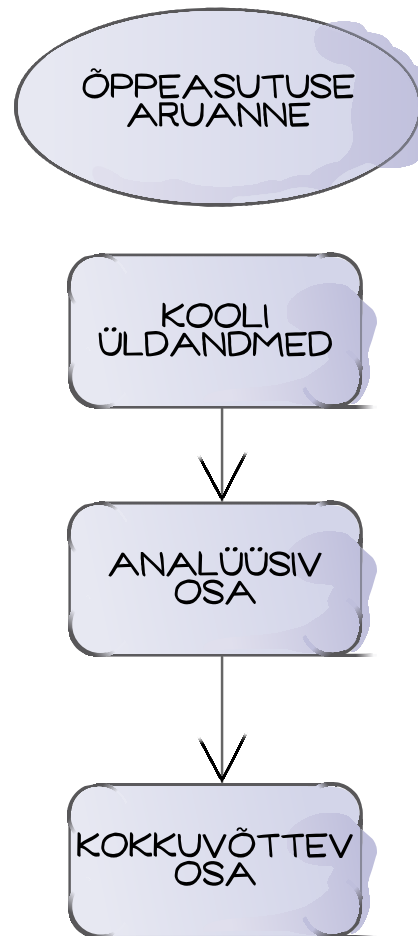 ÕPPEASUTUSE
ARUANNE
KOOLI
ÜLDANDMED
ANALÜÜSIV
OSA
KOKKUVÕTTEV
OSA